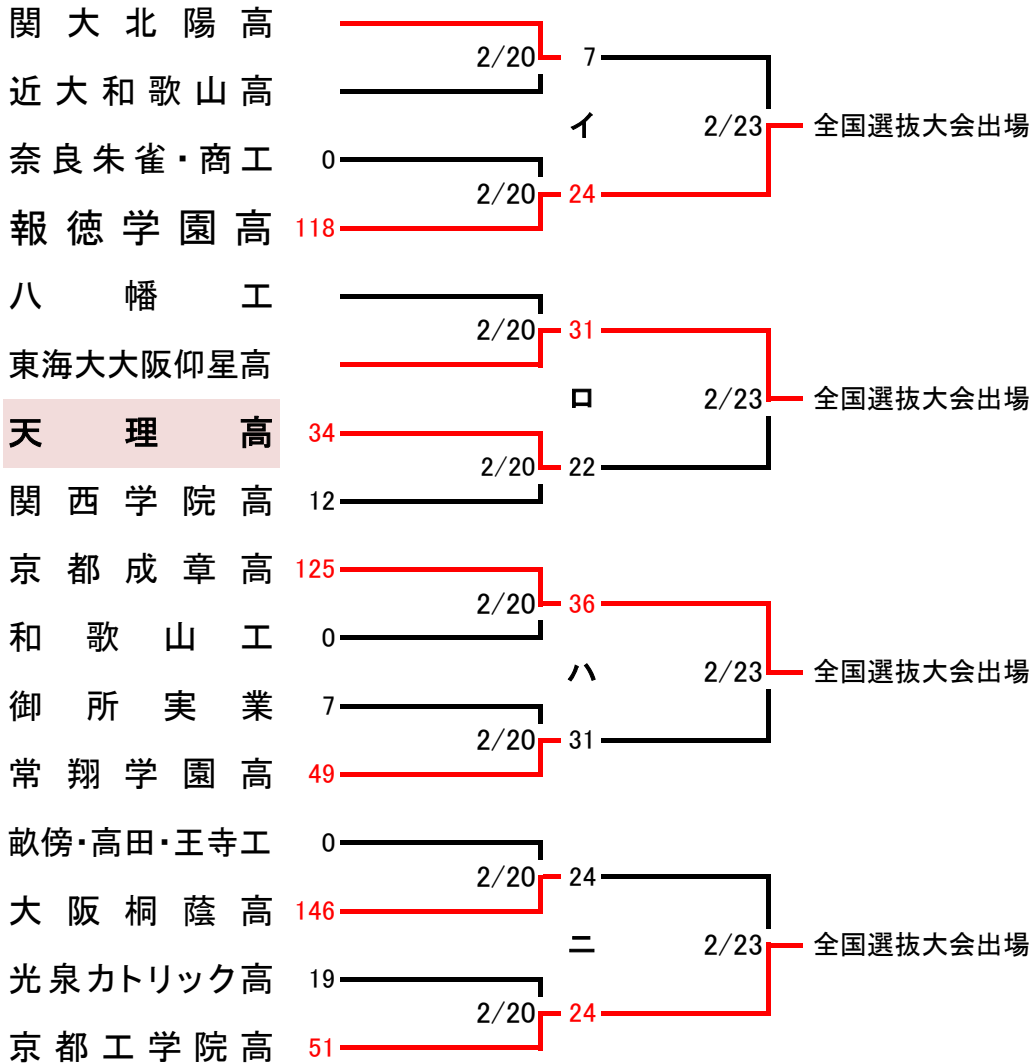 関大北陽高
2/20 7
近大和歌山高
イ 2/23 全国選抜大会出場
奈良朱雀・商工 0
2/20 24
報徳学園高 118
八幡工
2/20 31
東海大大阪仰星高
ロ 2/23 全国選抜大会出場
天理高 34
2/20 22
関西学院高 12
京都成章高 125
2/20 36
和歌山工 0
ハ 2/23 全国選抜大会出場
御所実業 7
2/20 31
常翔学園高 49
畝傍・高田・王寺工 0
2/20 24
大阪桐蔭高 146
ニ 2/23 全国選抜大会出場
光泉カトリック高 19
2/20 24
京都工学院高 51